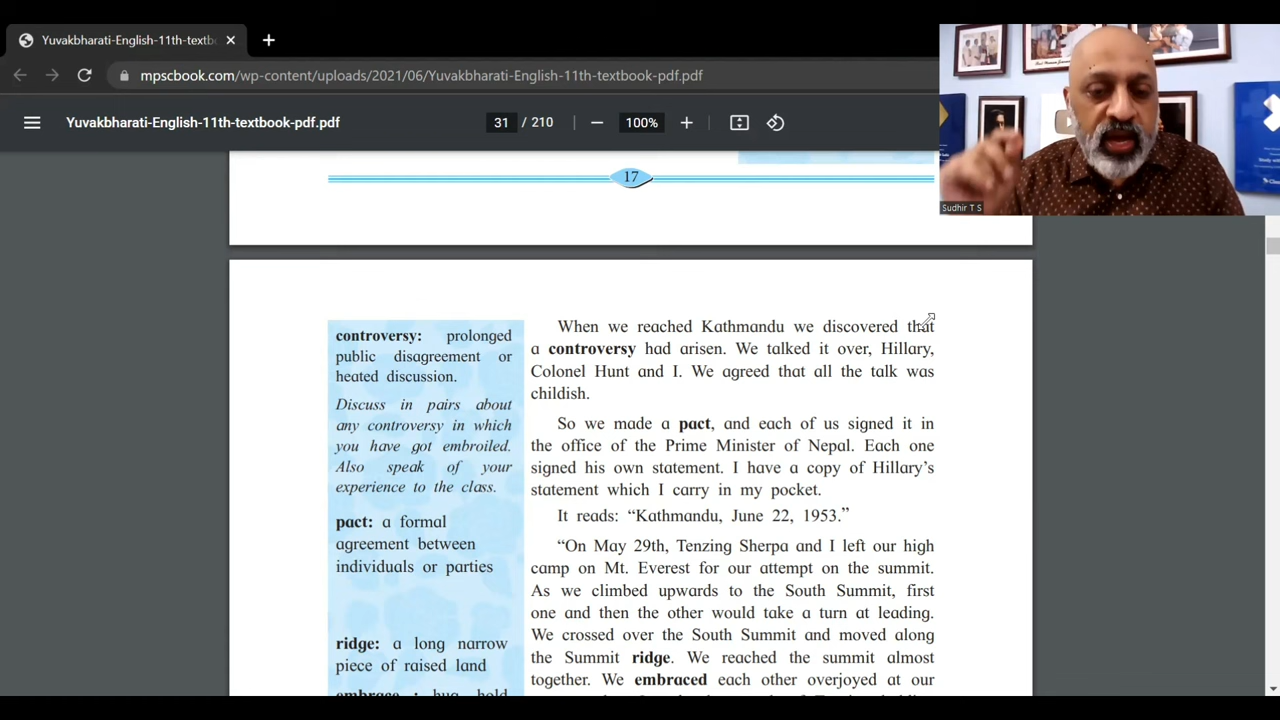 Yuvakbharati-English-11th-textb
mpscbook.com/wp-content/uploads/2021/06/Yuvakbharati-English-11th-textbook-pdf.pdf
Yuvakbharati-English-11th-textbook-pdf.pdf
31 / 210
100%
Sudhir T S
17
controversy: prolonged
public disagreement or
heated discussion.
Discuss in pairs about
any controversy in which
you have got embroiled.
Also speak of your
experience to the class.
pact: a formal
agreement between
individuals or parties
ridge: a long narrow
piece of raised land
embrace : hug, hold
When we reached Kathmandu we discovered that
a controversy had arisen. We talked it over, Hillary,
Colonel Hunt and I. We agreed that all the talk was
childish.
So we made a pact, and each of us signed it in
the office of the Prime Minister of Nepal. Each one
signed his own statement. I have a copy of Hillary's
statement which I carry in my pocket.
It reads: “Kathmandu, June 22, 1953.”
“On May 29th, Tenzing Sherpa and I left our high
camp on Mt. Everest for our attempt on the summit.
As we climbed upwards to the South Summit, first
one and then the other would take a turn at leading.
We crossed over the South Summit and moved along
the Summit ridge. We reached the summit almost
together. We embraced each other overjoyed at our